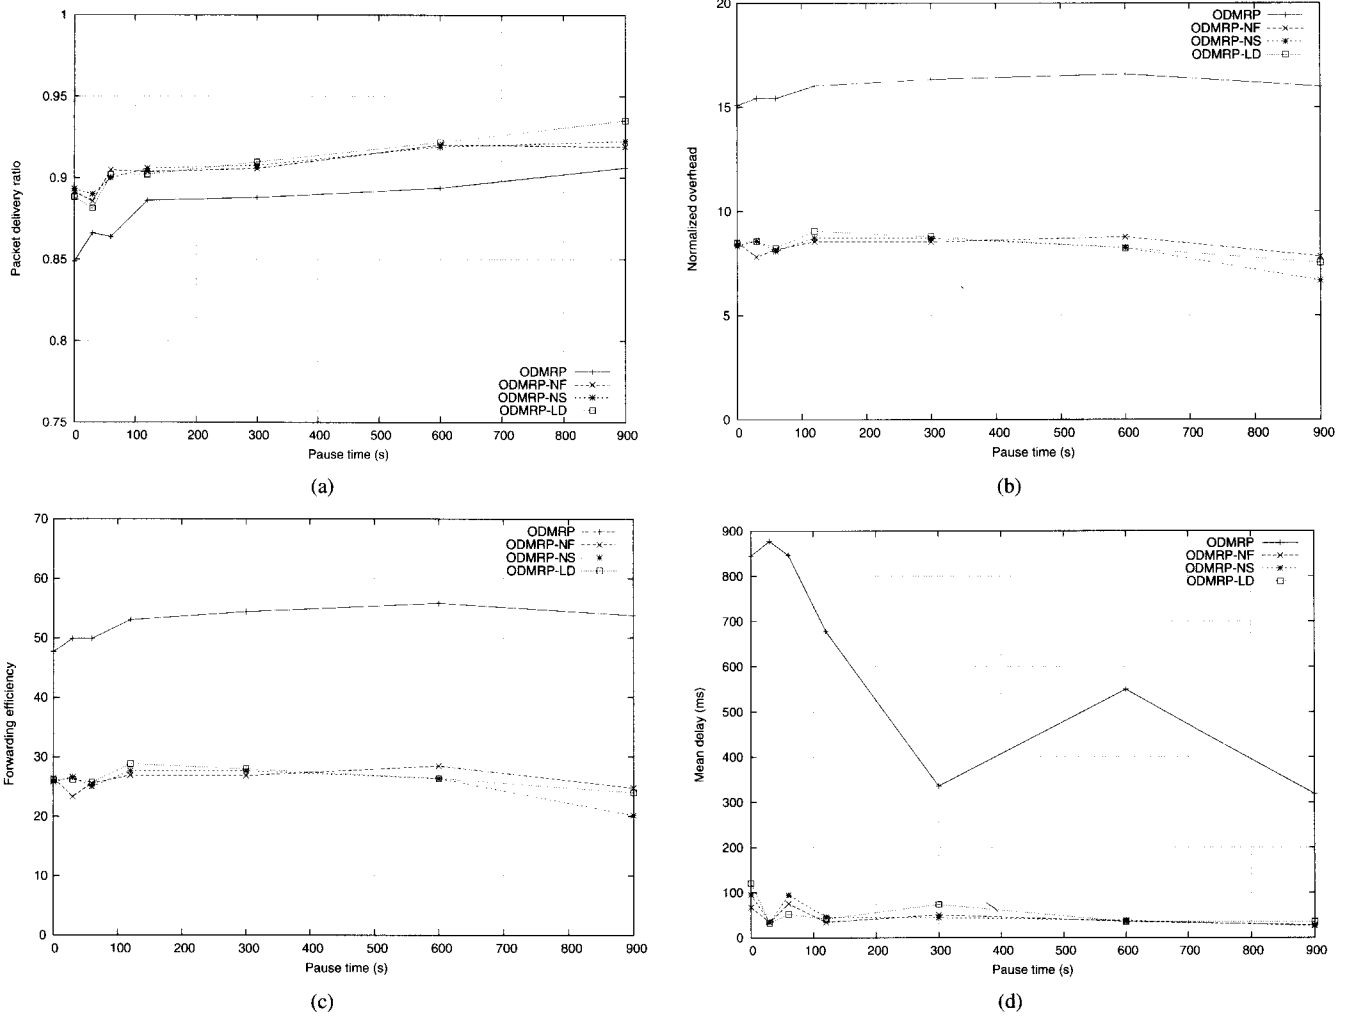 1
0.95
0.9
0.85
0.8
0.75
Packet delivery ratio
ODMRP
ODMRP-NF
ODMRP-NS
ODMRP-LD
0 100 200 300 400 500 600 700 800 900
Pause time (s)
(a)
20
15
10
5
0
Normalized overhead
ODMRP
ODMRP-NF
ODMRP-NS
ODMRP-LD
0 100 200 300 400 500 600 700 800 900
Pause time (s)
(b)
70
60
50
40
30
20
10
0
Forwarding efficiency
ODMRP
ODMRP-NF
ODMRP-NS
ODMRP-LD
0 100 200 300 400 500 600 700 800 900
Pause time (s)
(c)
900
800
700
600
500
400
300
200
100
0
Mean delay (ms)
ODMRP
ODMRP-NF
ODMRP-NS
ODMRP-LD
0 100 200 300 400 500 600 700 800 900
Pause time (s)
(d)